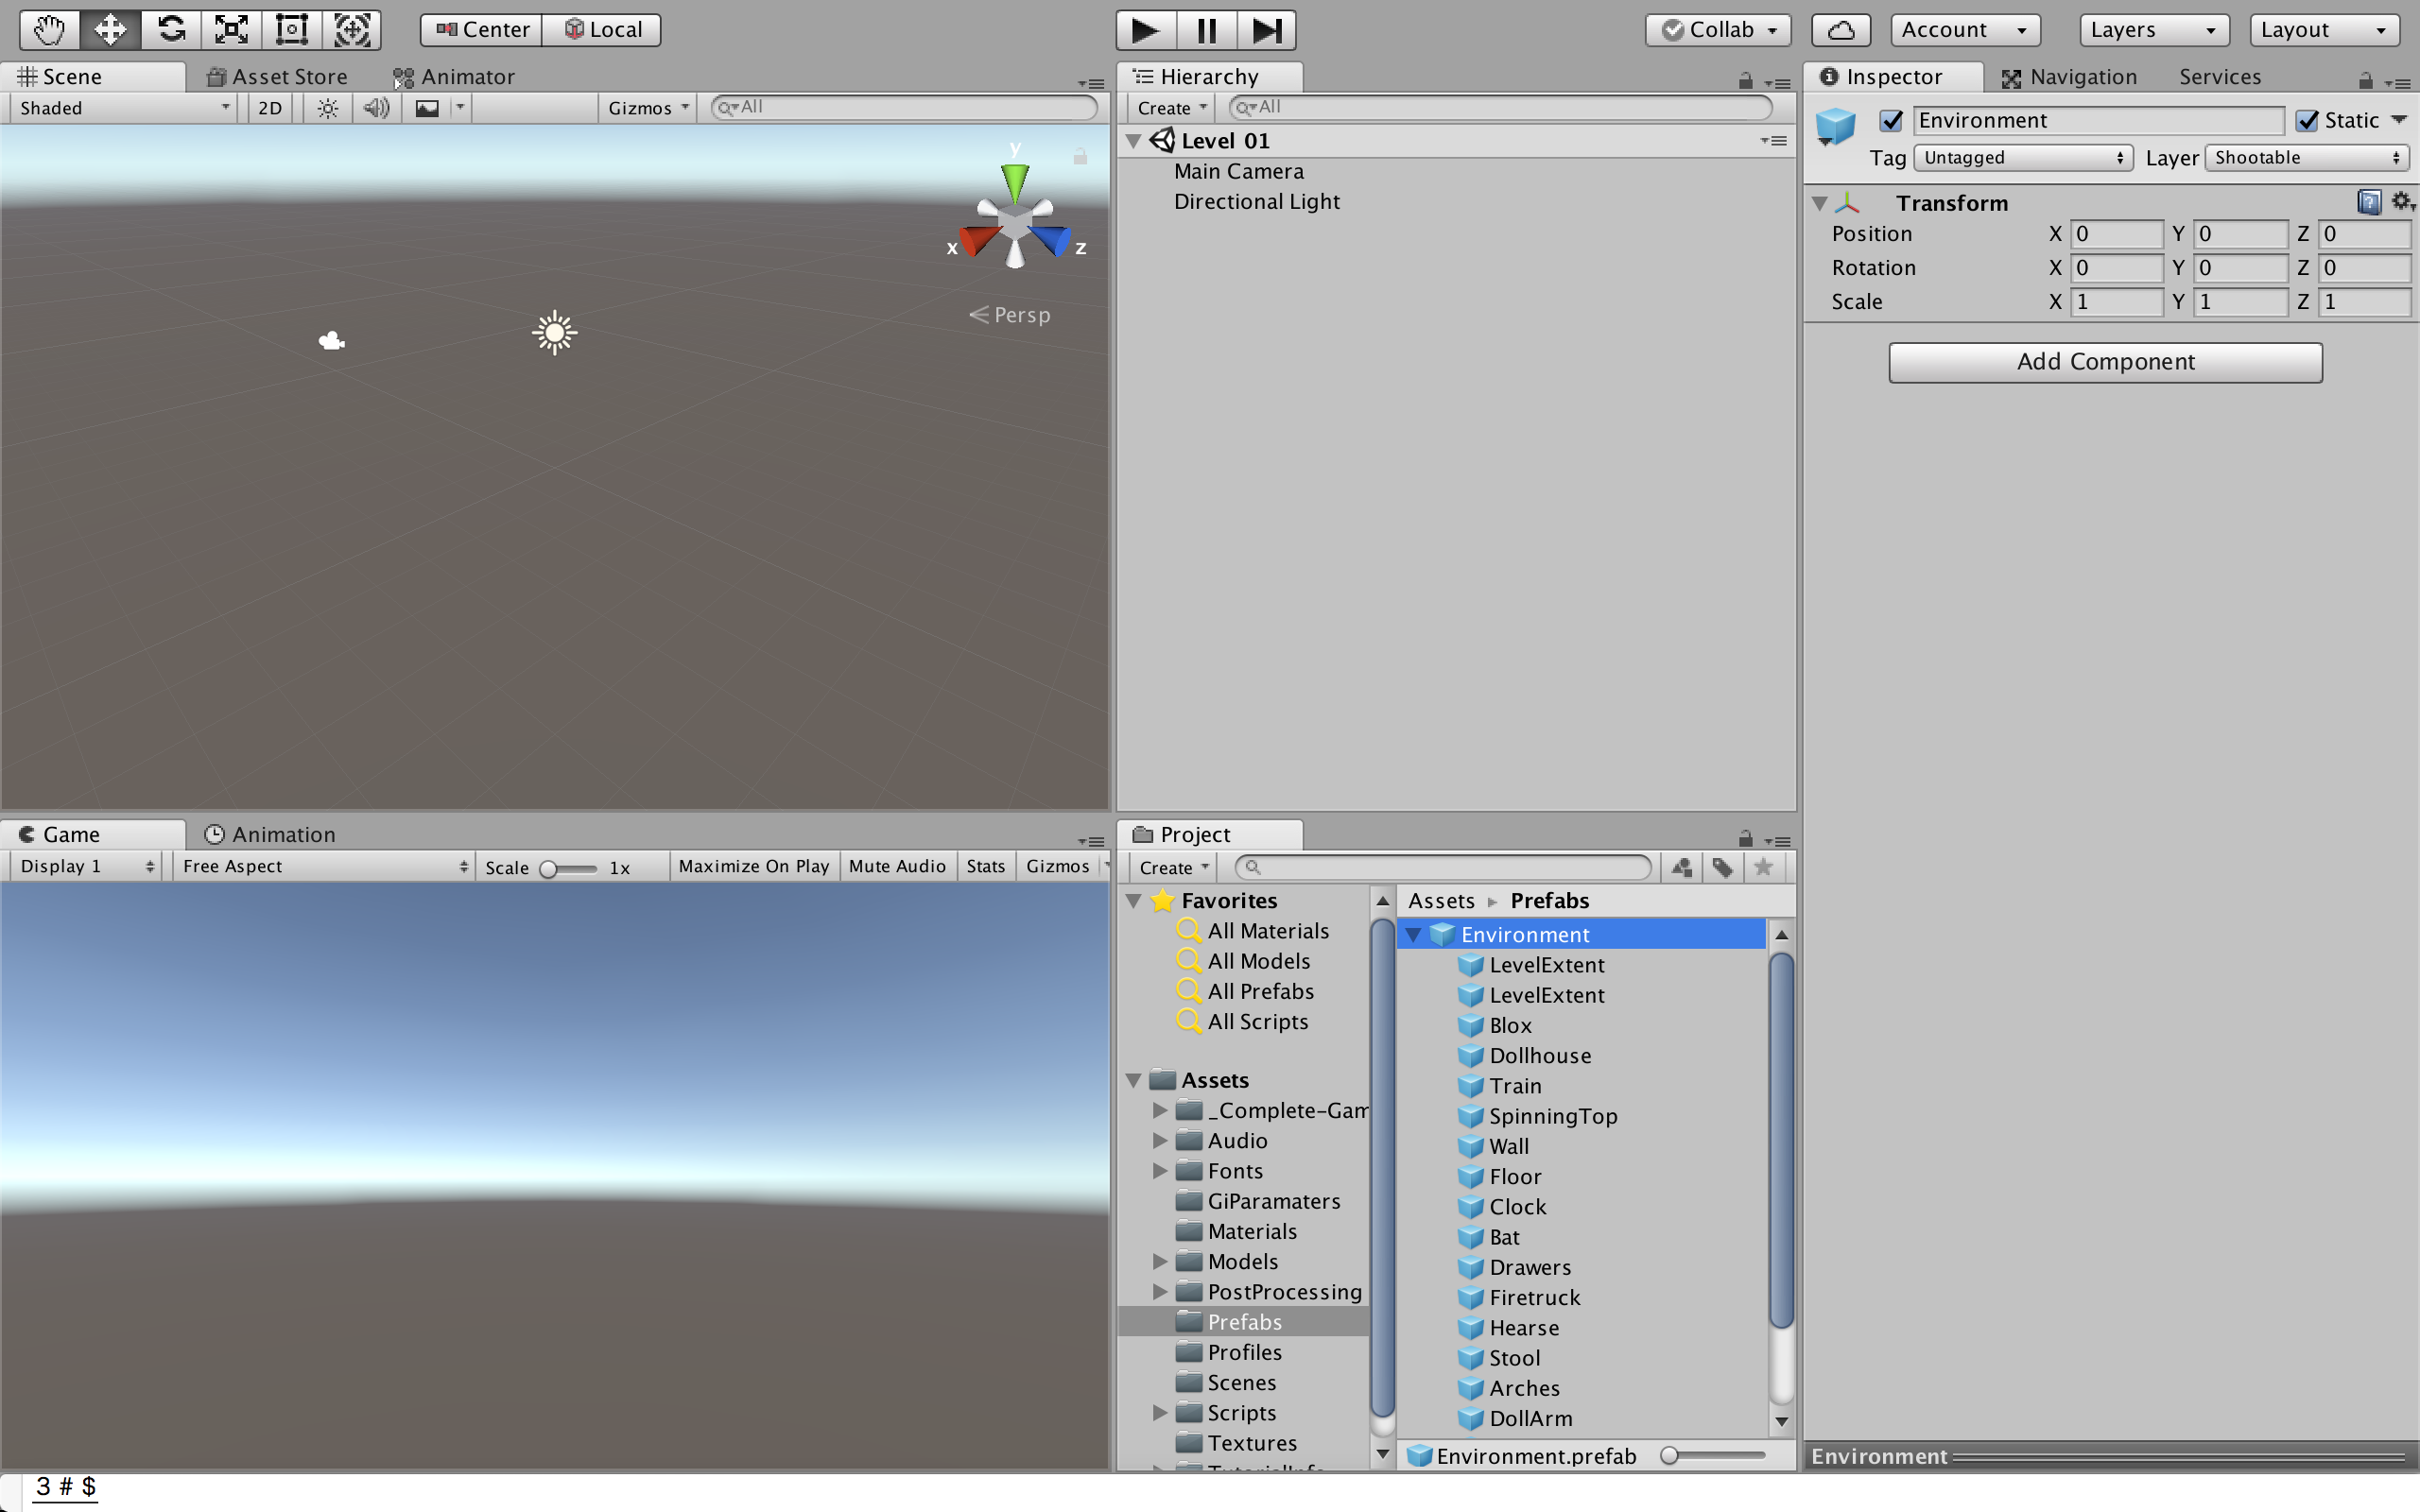 Center Local Collab Account Layers Layout
Scene Asset Store Animator
Shaded 2D Gizmos All
y
x z
Persp
Hierarchy
Create All
Level 01
Main Camera
Directional Light
Inspector Navigation Services
Environment Static
Tag Untagged Layer Shootable
Transform
Position X 0 Y 0 Z 0
Rotation X 0 Y 0 Z 0
Scale X 1 Y 1 Z 1
Add Component
Game Animation
Display 1 Free Aspect Scale 1x Maximize On Play Mute Audio Stats Gizmos
Project
Create
Favorites
All Materials
All Models
All Prefabs
All Scripts
Assets
_Complete-Gam
Audio
Fonts
GiParamaters
Materials
Models
PostProcessing
Prefabs
Profiles
Scenes
Scripts
Textures
Assets Prefabs
Environment
LevelExtent
LevelExtent
Blox
Dollhouse
Train
SpinningTop
Wall
Floor
Clock
Bat
Drawers
Firetruck
Hearse
Stool
Arches
DollArm
Environment.prefab
Environment
3 # $